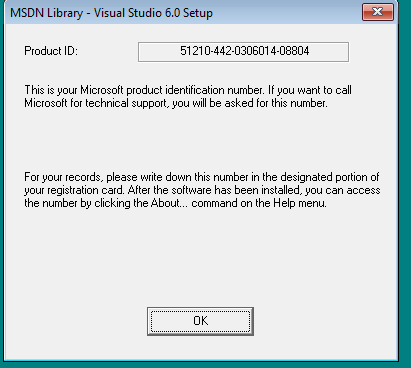 MSDN Library - Visual Studio 6.0 Setup
Product ID: 51210-442-0306014-08804
This is your Microsoft product identification number. If you want to call
Microsoft for technical support, you will be asked for this number.
For your records, please write down this number in the designated portion of
your registration card. After the software has been installed, you can access
the number by clicking the About... command on the Help menu.
OK